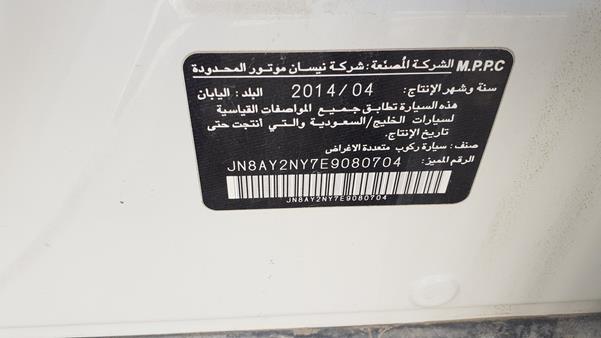 M.P.P.C الشركة المصنعة: شركة نيسان موتور المحدودة
سنة وشهر الإنتاج: 2014/04 البلد: اليابان
هذه السيارة تطابق جميع المواصفات القياسية
لسيارات الخليج/السعودية والتي أنتجت حتى
تاريخ الإنتاج.
صنف: سيارة ركوب متعددة الاغراض
الرقم المميز: JN8AY2NY7E9080704
JN8AY2NY7E9080704